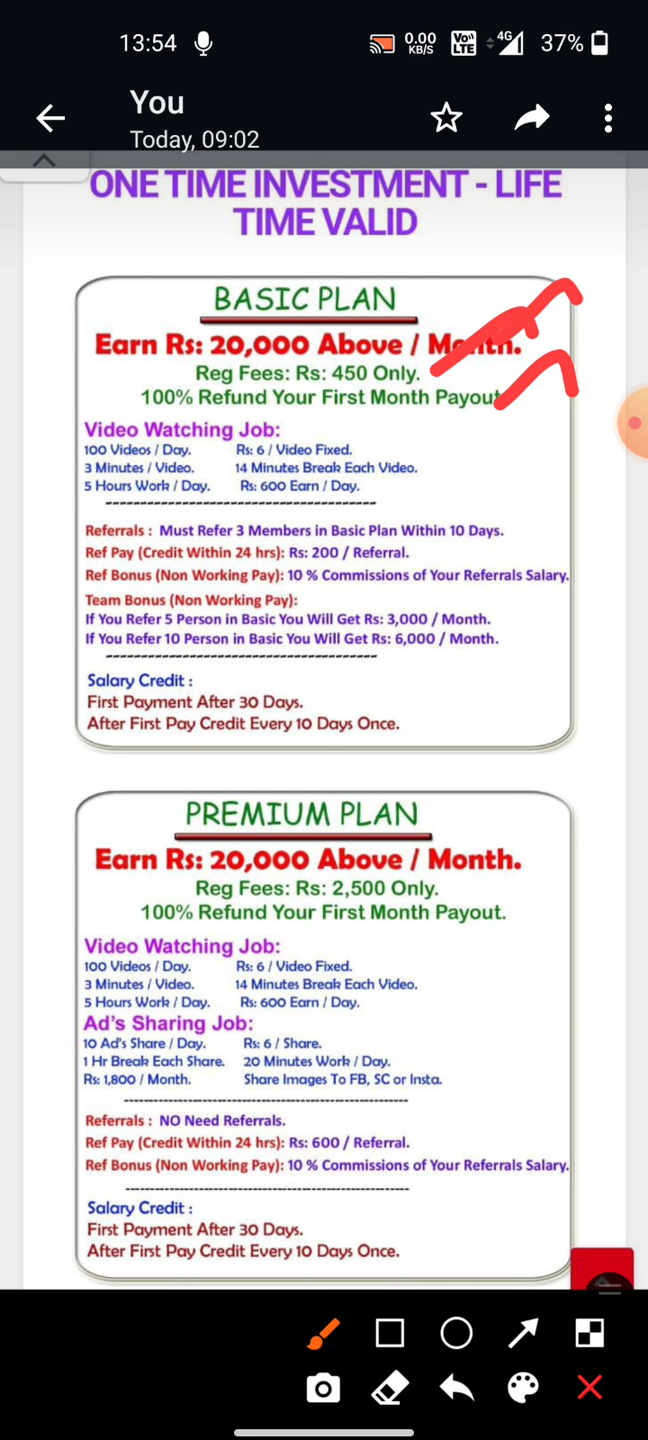 13:54 0.00 KB/S VoLTE 4G 37%
You
Today, 09:02
ONE TIME INVESTMENT - LIFE
TIME VALID
BASIC PLAN
Earn Rs: 20,000 Above / Month.
Reg Fees: Rs: 450 Only.
100% Refund Your First Month Payout
Video Watching Job:
100 Videos / Day. Rs: 6 / Video Fixed.
3 Minutes / Video. 14 Minutes Break Each Video.
5 Hours Work / Day. Rs: 600 Earn / Day.
Referrals : Must Refer 3 Members in Basic Plan Within 10 Days.
Ref Pay (Credit Within 24 hrs): Rs: 200 / Referral.
Ref Bonus (Non Working Pay): 10 % Commissions of Your Referrals Salary.
Team Bonus (Non Working Pay):
If You Refer 5 Person in Basic You Will Get Rs: 3,000 / Month.
If You Refer 10 Person in Basic You Will Get Rs: 6,000 / Month.
Salary Credit :
First Payment After 30 Days.
After First Pay Credit Every 10 Days Once.
PREMIUM PLAN
Earn Rs: 20,000 Above / Month.
Reg Fees: Rs: 2,500 Only.
100% Refund Your First Month Payout.
Video Watching Job:
100 Videos / Day. Rs: 6 / Video Fixed.
3 Minutes / Video. 14 Minutes Break Each Video.
5 Hours Work / Day. Rs: 600 Earn / Day.
Ad's Sharing Job:
10 Ad's Share / Day. Rs: 6 / Share.
1 Hr Break Each Share. 20 Minutes Work / Day.
Rs: 1,800 / Month. Share Images To FB, SC or Insta.
Referrals : NO Need Referrals.
Ref Pay (Credit Within 24 hrs): Rs: 600 / Referral.
Ref Bonus (Non Working Pay): 10 % Commissions of Your Referrals Salary.
Salary Credit :
First Payment After 30 Days.
After First Pay Credit Every 10 Days Once.